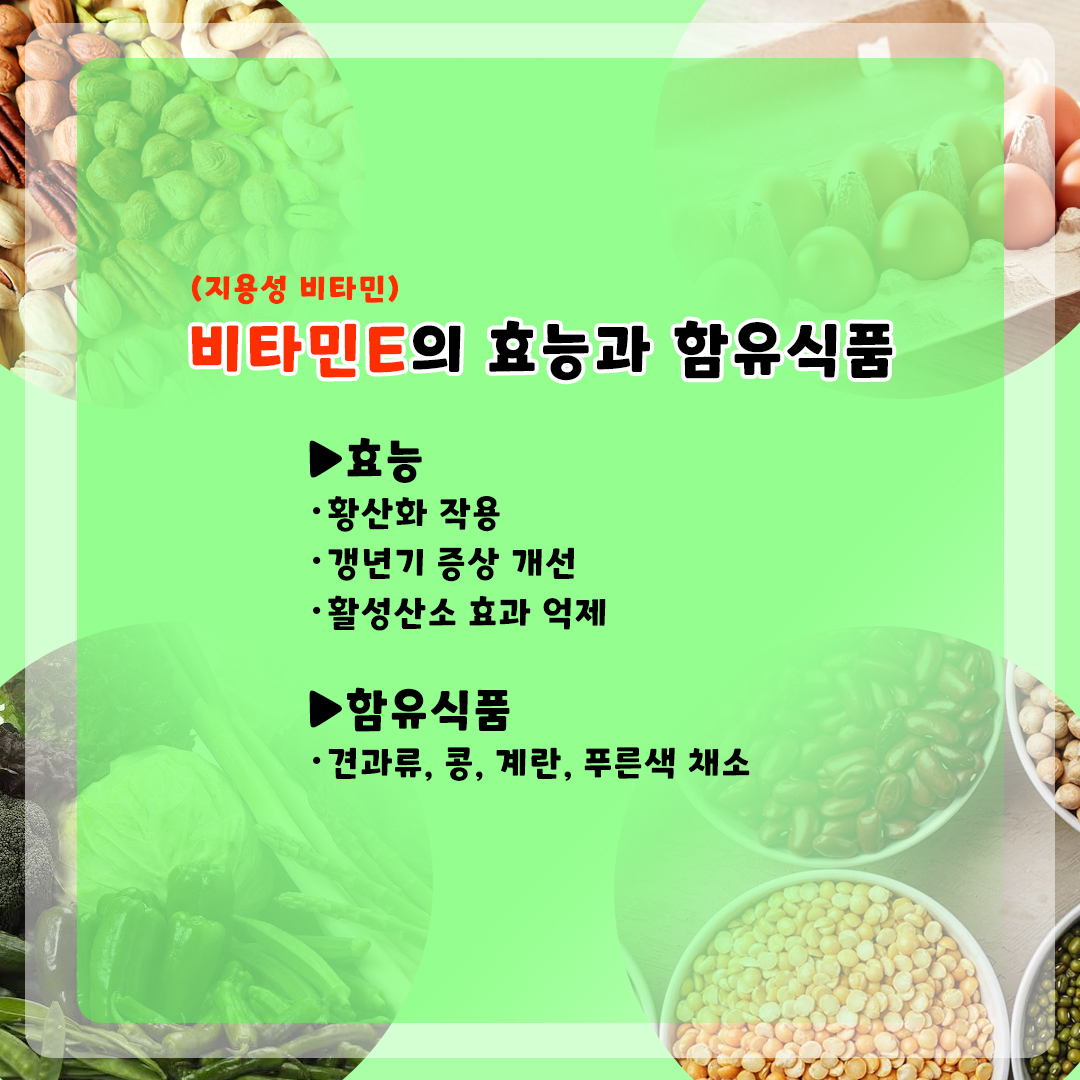 (지용성 비타민)
비타민E의 효능과 함유식품
▶효능
·황산화 작용
·갱년기 증상 개선
·활성산소 효과 억제
▶함유식품
·견과류, 콩, 계란, 푸른색 채소